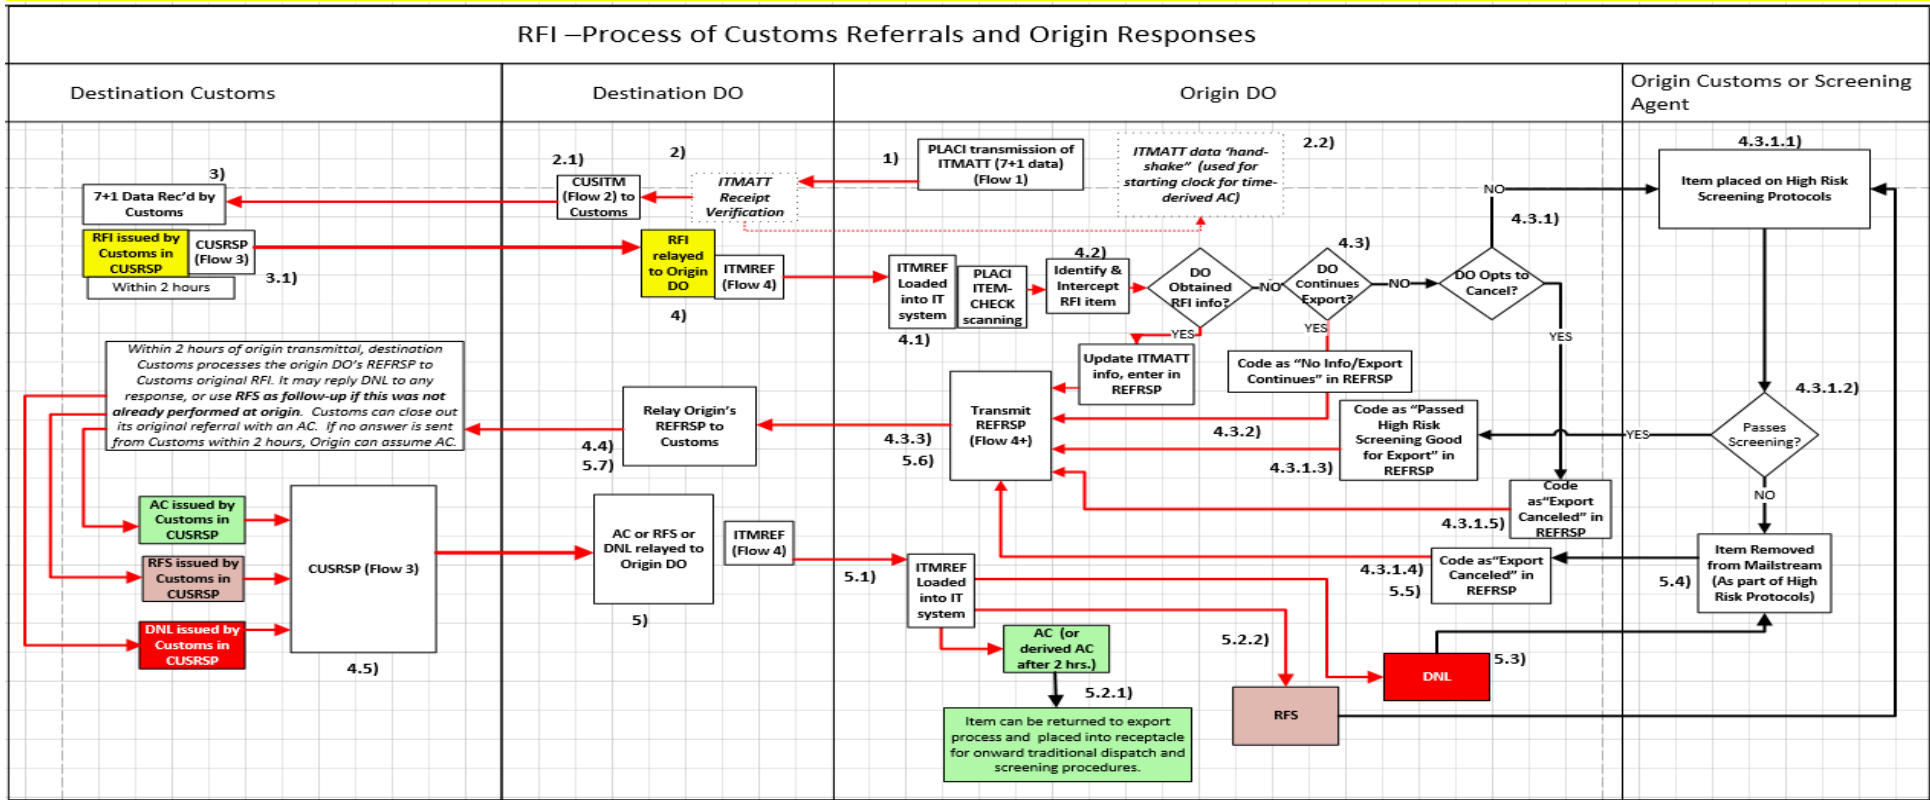 RFI –Process of Customs Referrals and Origin Responses
Destination Customs
Destination DO
Origin DO
Origin Customs or Screening
Agent
1)
PLACI transmission of
ITMATT (7+1 data)
(Flow 1)
2)
ITMATT
Receipt
Verification
2.1)
CUSITM
(Flow 2) to
Customs
2.2)
ITMATT data ‘hand-
shake” (used for
starting clock for time-
derived AC)
3)
7+1 Data Rec’d by
Customs
RFI issued by
Customs in
CUSRSP
CUSRSP
(Flow 3)
Within 2 hours
3.1)
RFI
relayed
to Origin
DO
ITMREF
(Flow 4)
4)
ITMREF
Loaded
into IT
system
4.1)
PLACI
ITEM-
CHECK
scanning
4.2)
Identify &
Intercept
RFI item
DO
Obtained
RFI info?
NO
YES
4.3)
DO
Continues
Export?
NO
YES
DO Opts to
Cancel?
NO
4.3.1)
YES
4.3.1.1)
Item placed on High Risk
Screening Protocols
4.3.1.2)
Passes
Screening?
YES
NO
Update ITMATT
info, enter in
REFRSP
Code as “No Info/Export
Continues” in REFRSP
4.3.2)
Code as “Passed
High Risk
Screening Good
for Export” in
REFRSP
4.3.1.3)
Code
as“Export
Canceled” in
REFRSP
4.3.1.5)
Item Removed
from Mailstream
(As part of High
Risk Protocols)
5.4)
Code as“Export
Canceled” in
REFRSP
4.3.1.4)
5.5)
Transmit
REFRSP
(Flow 4+)
4.3.3)
5.6)
Relay Origin’s
REFRSP to
Customs
4.4)
5.7)
Within 2 hours of origin transmittal, destination
Customs processes the origin DO’s REFRSP to
Customs original RFI. It may reply DNL to any
response, or use RFS as follow-up if this was not
already performed at origin. Customs can close out
its original referral with an AC. If no answer is sent
from Customs within 2 hours, Origin can assume AC.
AC issued by
Customs in
CUSRSP
RFS issued by
Customs in
CUSRSP
DNL issued by
Customs in
CUSRSP
CUSRSP (Flow 3)
4.5)
AC or RFS or
DNL relayed to
Origin DO
ITMREF
(Flow 4)
5)
5.1)
ITMREF
Loaded
into IT
system
AC (or
derived AC
after 2 hrs.)
5.2.1)
Item can be returned to export
process and placed into receptacle
for onward traditional dispatch and
screening procedures.
5.2.2)
RFS
DNL
5.3)